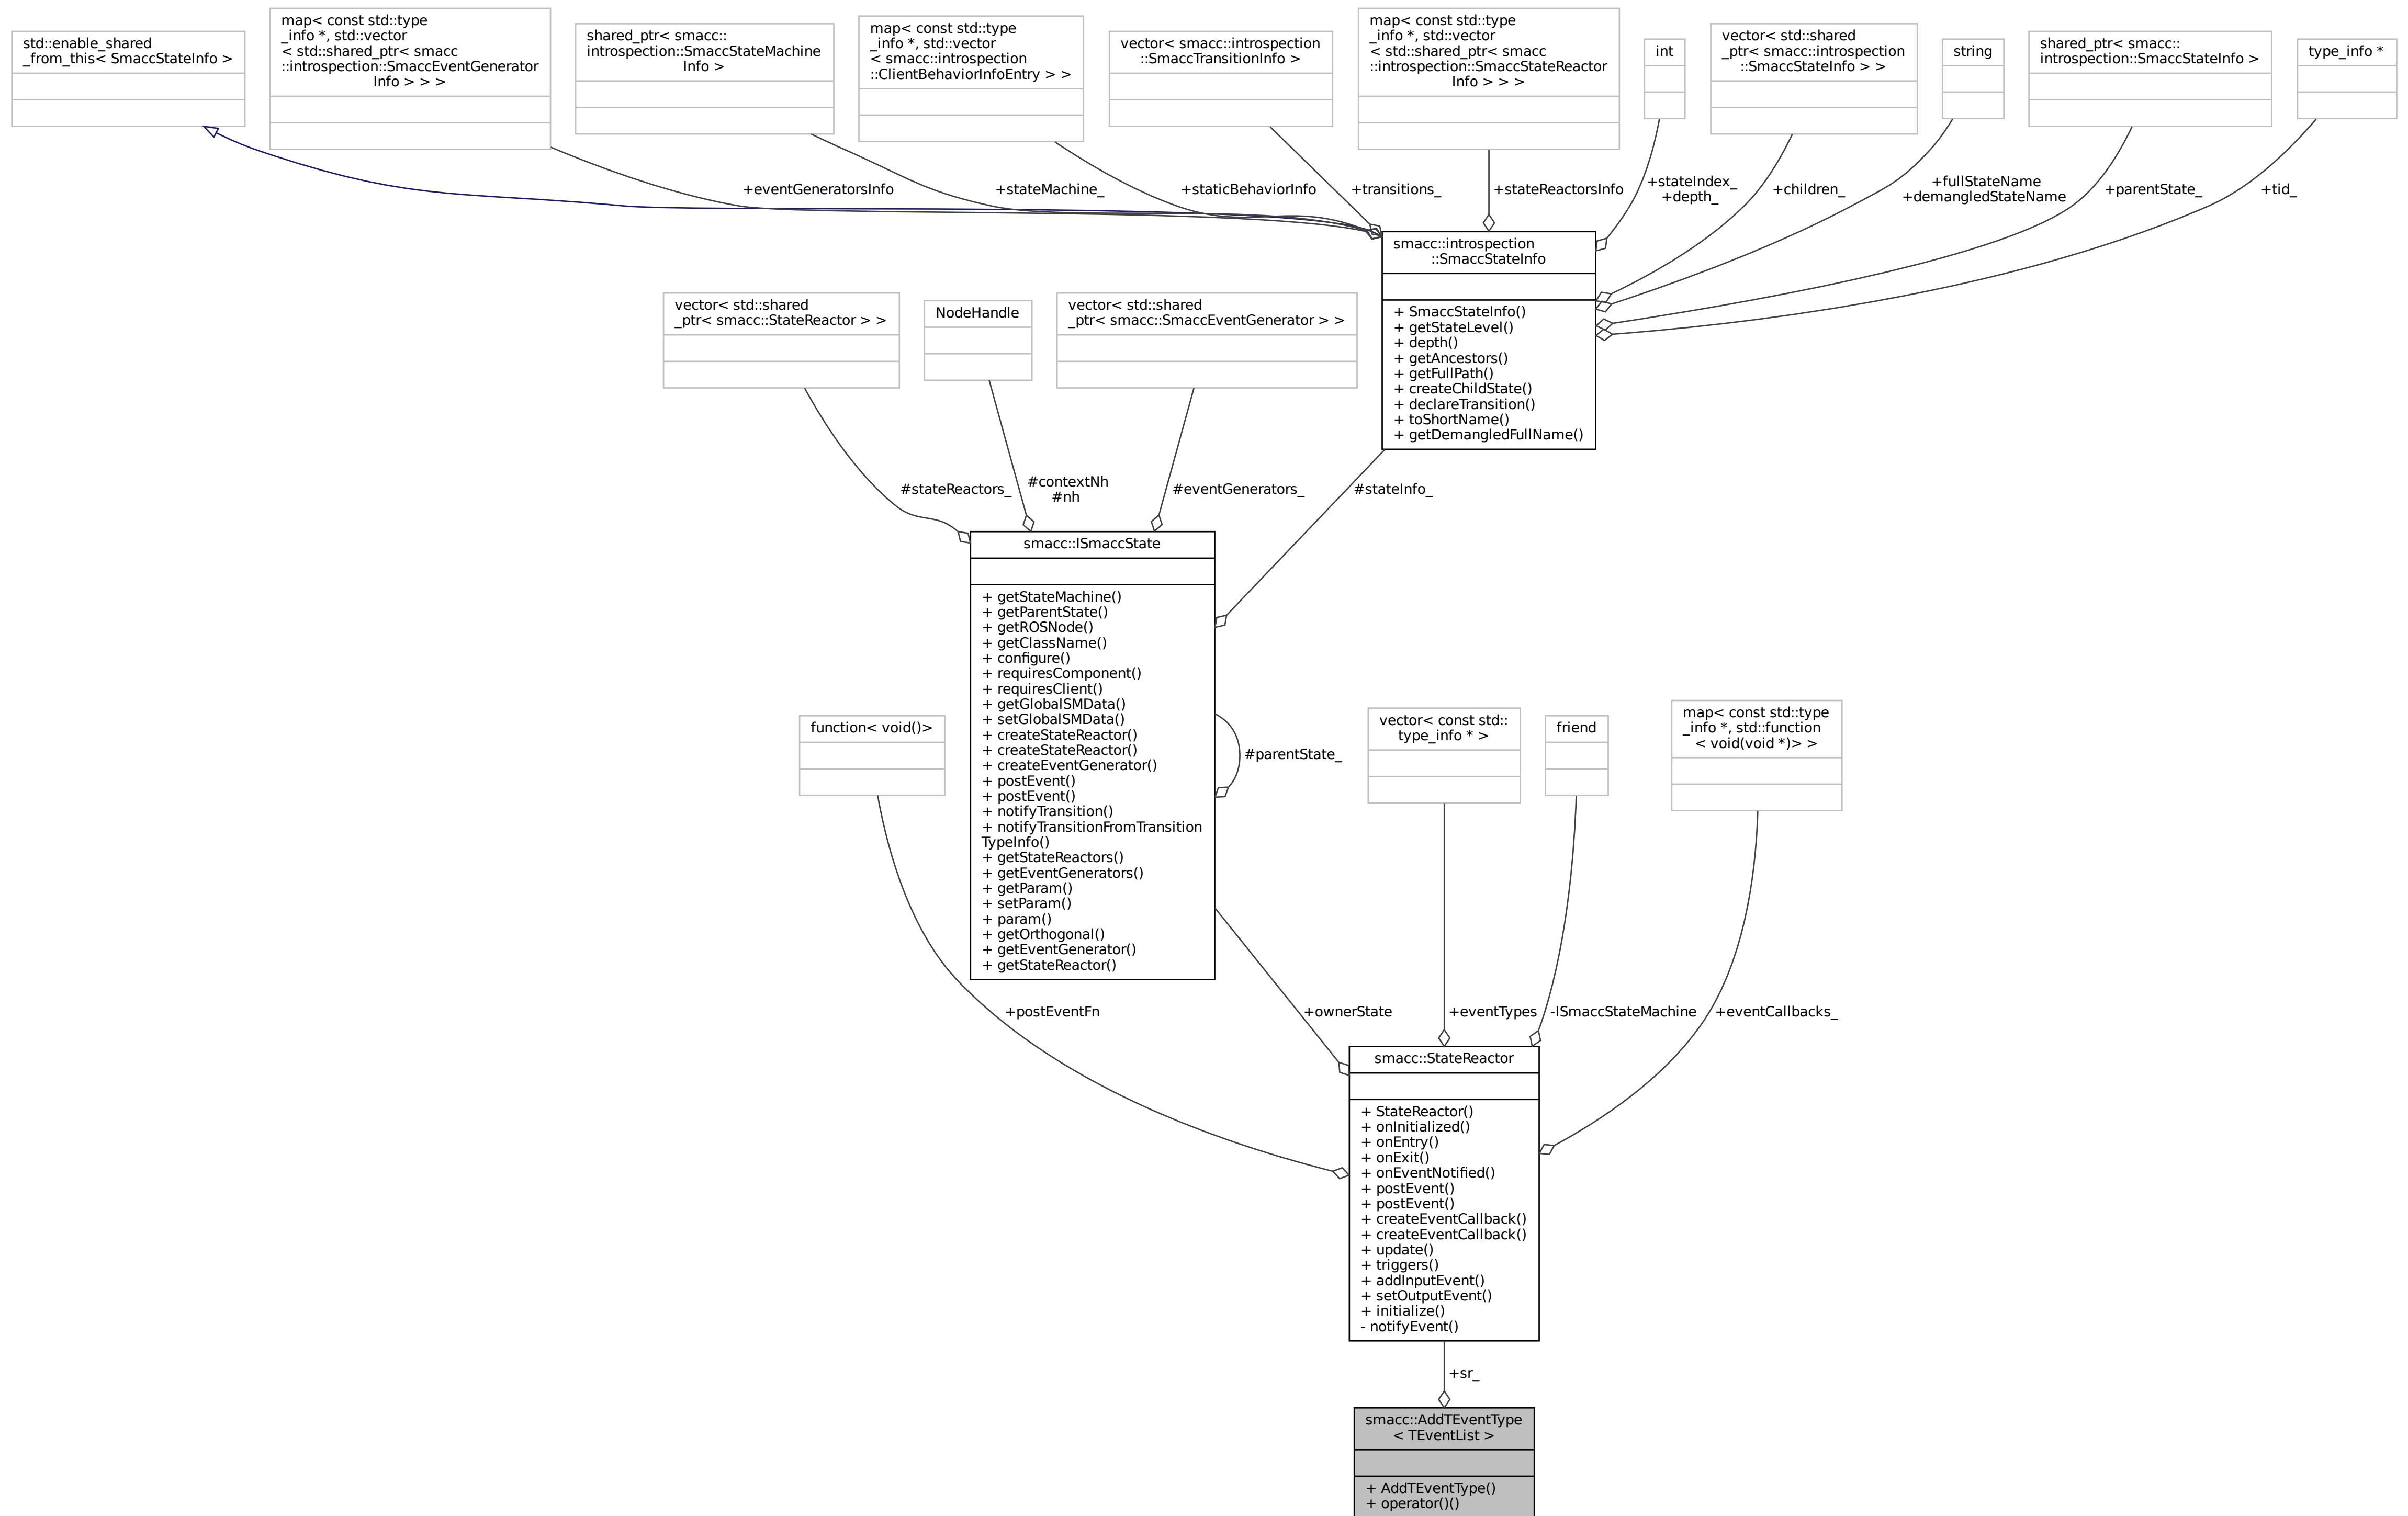 std::enable_shared
_from_this< SmaccStateInfo >
map< const std::type
_info *, std::vector
< std::shared_ptr< smacc
::introspection::SmaccEventGenerator
Info > > >
shared_ptr< smacc::
introspection::SmaccStateMachine
Info >
map< const std::type
_info *, std::vector
< smacc::introspection
::ClientBehaviorInfoEntry > >
vector< smacc::introspection
::SmaccTransitionInfo >
map< const std::type
_info *, std::vector
< std::shared_ptr< smacc
::introspection::SmaccStateReactor
Info > > >
int
vector< std::shared
_ptr< smacc::introspection
::SmaccStateInfo > >
string
shared_ptr< smacc::
introspection::SmaccStateInfo >
type_info *
+eventGeneratorsInfo
+stateMachine_
+staticBehaviorInfo
+transitions_
+stateReactorsInfo
+stateIndex_
+depth_
+children_
+fullStateName
+demangledStateName
+parentState_
+tid_
smacc::introspection
::SmaccStateInfo
+ SmaccStateInfo()
+ getStateLevel()
+ depth()
+ getAncestors()
+ getFullPath()
+ createChildState()
+ declareTransition()
+ toShortName()
+ getDemangledFullName()
vector< std::shared
_ptr< smacc::StateReactor > >
NodeHandle
vector< std::shared
_ptr< smacc::SmaccEventGenerator > >
#stateReactors_
#contextNh
#nh
#eventGenerators_
#stateInfo_
smacc::ISmaccState
+ getStateMachine()
+ getParentState()
+ getROSNode()
+ getClassName()
+ configure()
+ requiresComponent()
+ requiresClient()
+ getGlobalSMData()
+ setGlobalSMData()
+ createStateReactor()
+ createStateReactor()
+ createEventGenerator()
+ postEvent()
+ postEvent()
+ notifyTransition()
+ notifyTransitionFromTransition
TypeInfo()
+ getStateReactors()
+ getEventGenerators()
+ getParam()
+ setParam()
+ param()
+ getOrthogonal()
+ getEventGenerator()
+ getStateReactor()
#parentState_
function< void()>
vector< const std::
type_info * >
friend
map< const std::type
_info *, std::function
< void(void *)> >
+postEventFn
+ownerState
+eventTypes
-ISmaccStateMachine
+eventCallbacks_
smacc::StateReactor
+ StateReactor()
+ onInitialized()
+ onEntry()
+ onExit()
+ onEventNotified()
+ postEvent()
+ postEvent()
+ createEventCallback()
+ createEventCallback()
+ update()
+ triggers()
+ addInputEvent()
+ setOutputEvent()
+ initialize()
- notifyEvent()
+sr_
smacc::AddTEventType
< TEventList >
+ AddTEventType()
+ operator()()